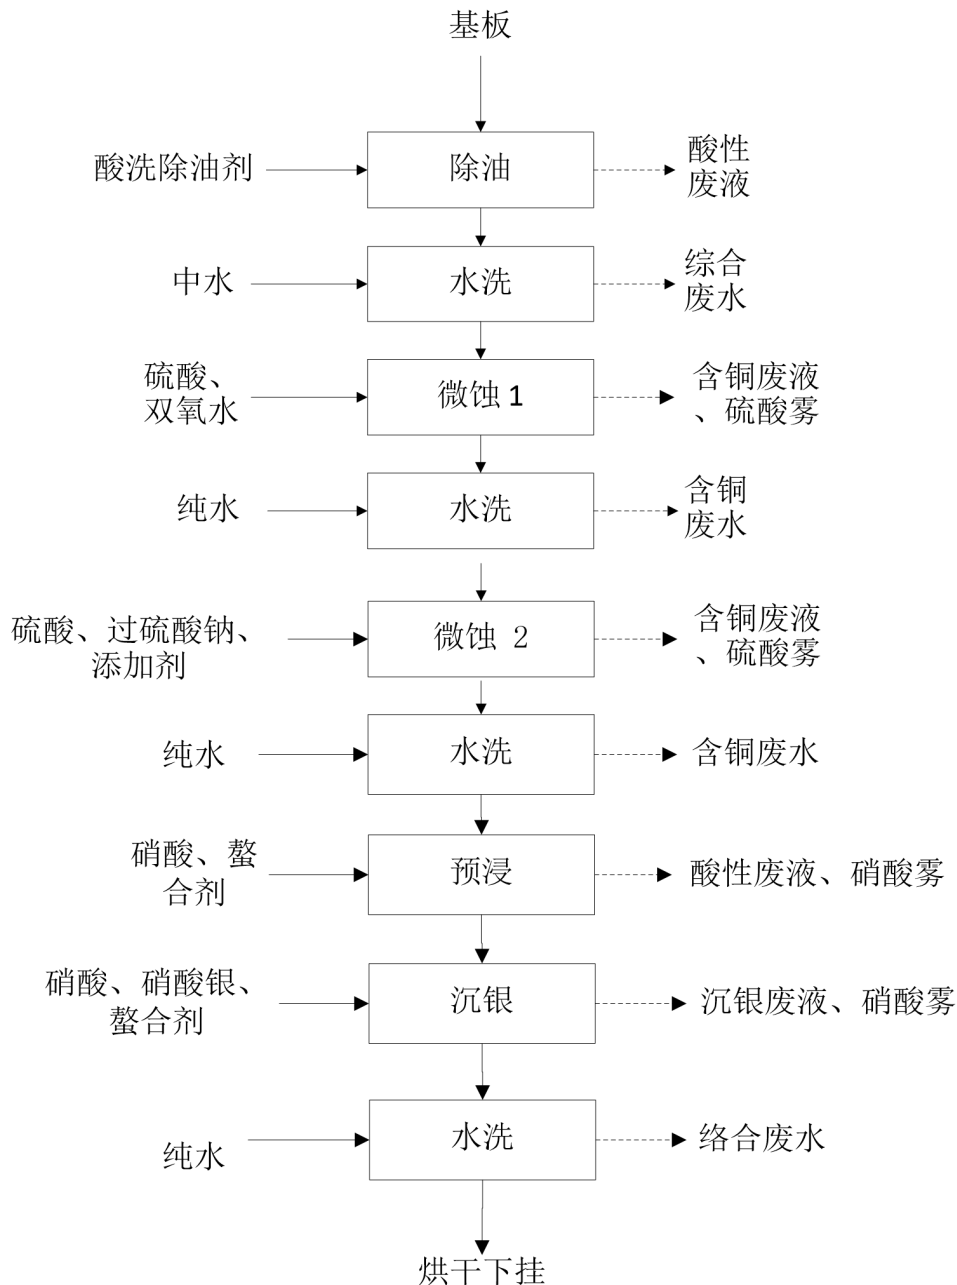 基板
酸洗除油剂
除油
酸性
废液
中水
水洗
综合
废水
硫酸、
双氧水
微蚀1
含铜废液
、硫酸雾
纯水
水洗
含铜
废水
硫酸、过硫酸钠、
添加剂
微蚀 2
含铜废液
、硫酸雾
纯水
水洗
含铜废水
硝酸、螯
合剂
预浸
酸性废液、硝酸雾
硝酸、硝酸银、
螯合剂
沉银
沉银废液、硝酸雾
纯水
水洗
络合废水
烘干下挂